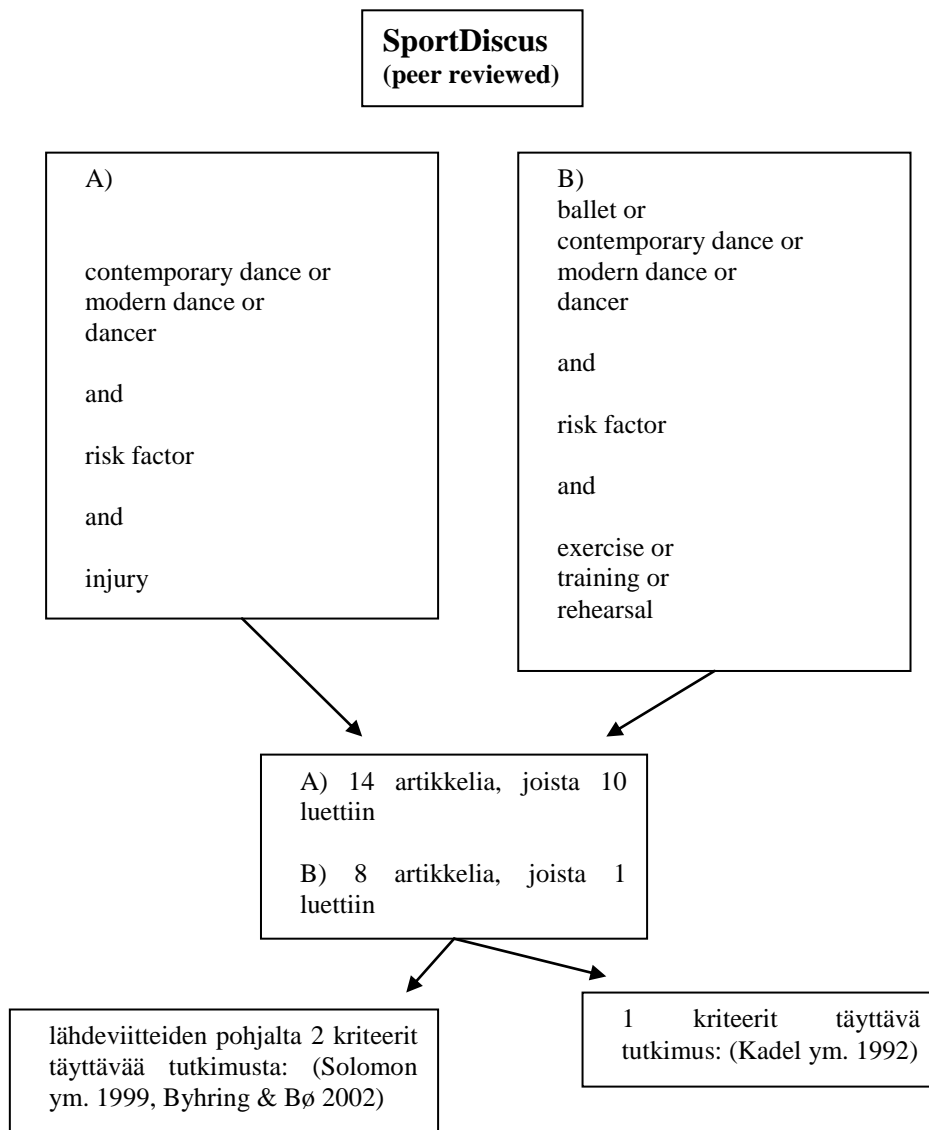 SportDiscus
(peer reviewed)
A)
contemporary dance or
modern dance or
dancer
and
risk factor
and
injury
B)
ballet or
contemporary dance or
modern dance or
dancer
and
risk factor
and
exercise or
training or
rehearsal
A) 14 artikkelia, joista 10
luettiin
B) 8 artikkelia, joista 1
luettiin
lähdeviitteiden pohjalta 2 kriteerit
täyttävää tutkimusta: (Solomon
ym. 1999, Byhring & Bø 2002)
1 kriteerit täyttävä
tutkimus: (Kadel ym. 1992)